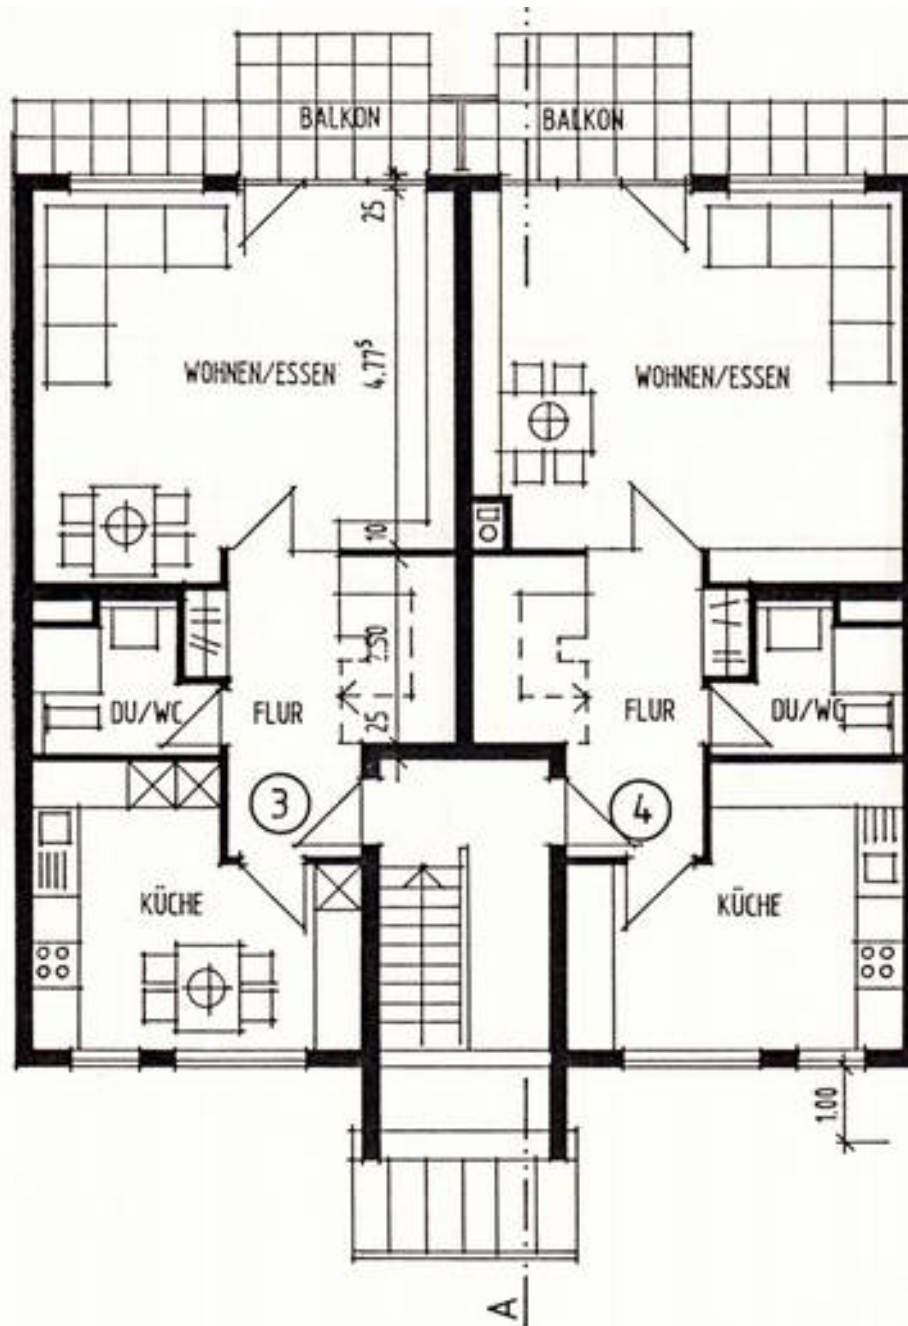 BALKON
BALKON
25
4.77⁵
WOHNEN/ESSEN
WOHNEN/ESSEN
10
2.50
DU/WC
FLUR
25
FLUR
DU/WC
3
4
KÜCHE
KÜCHE
1.00
A